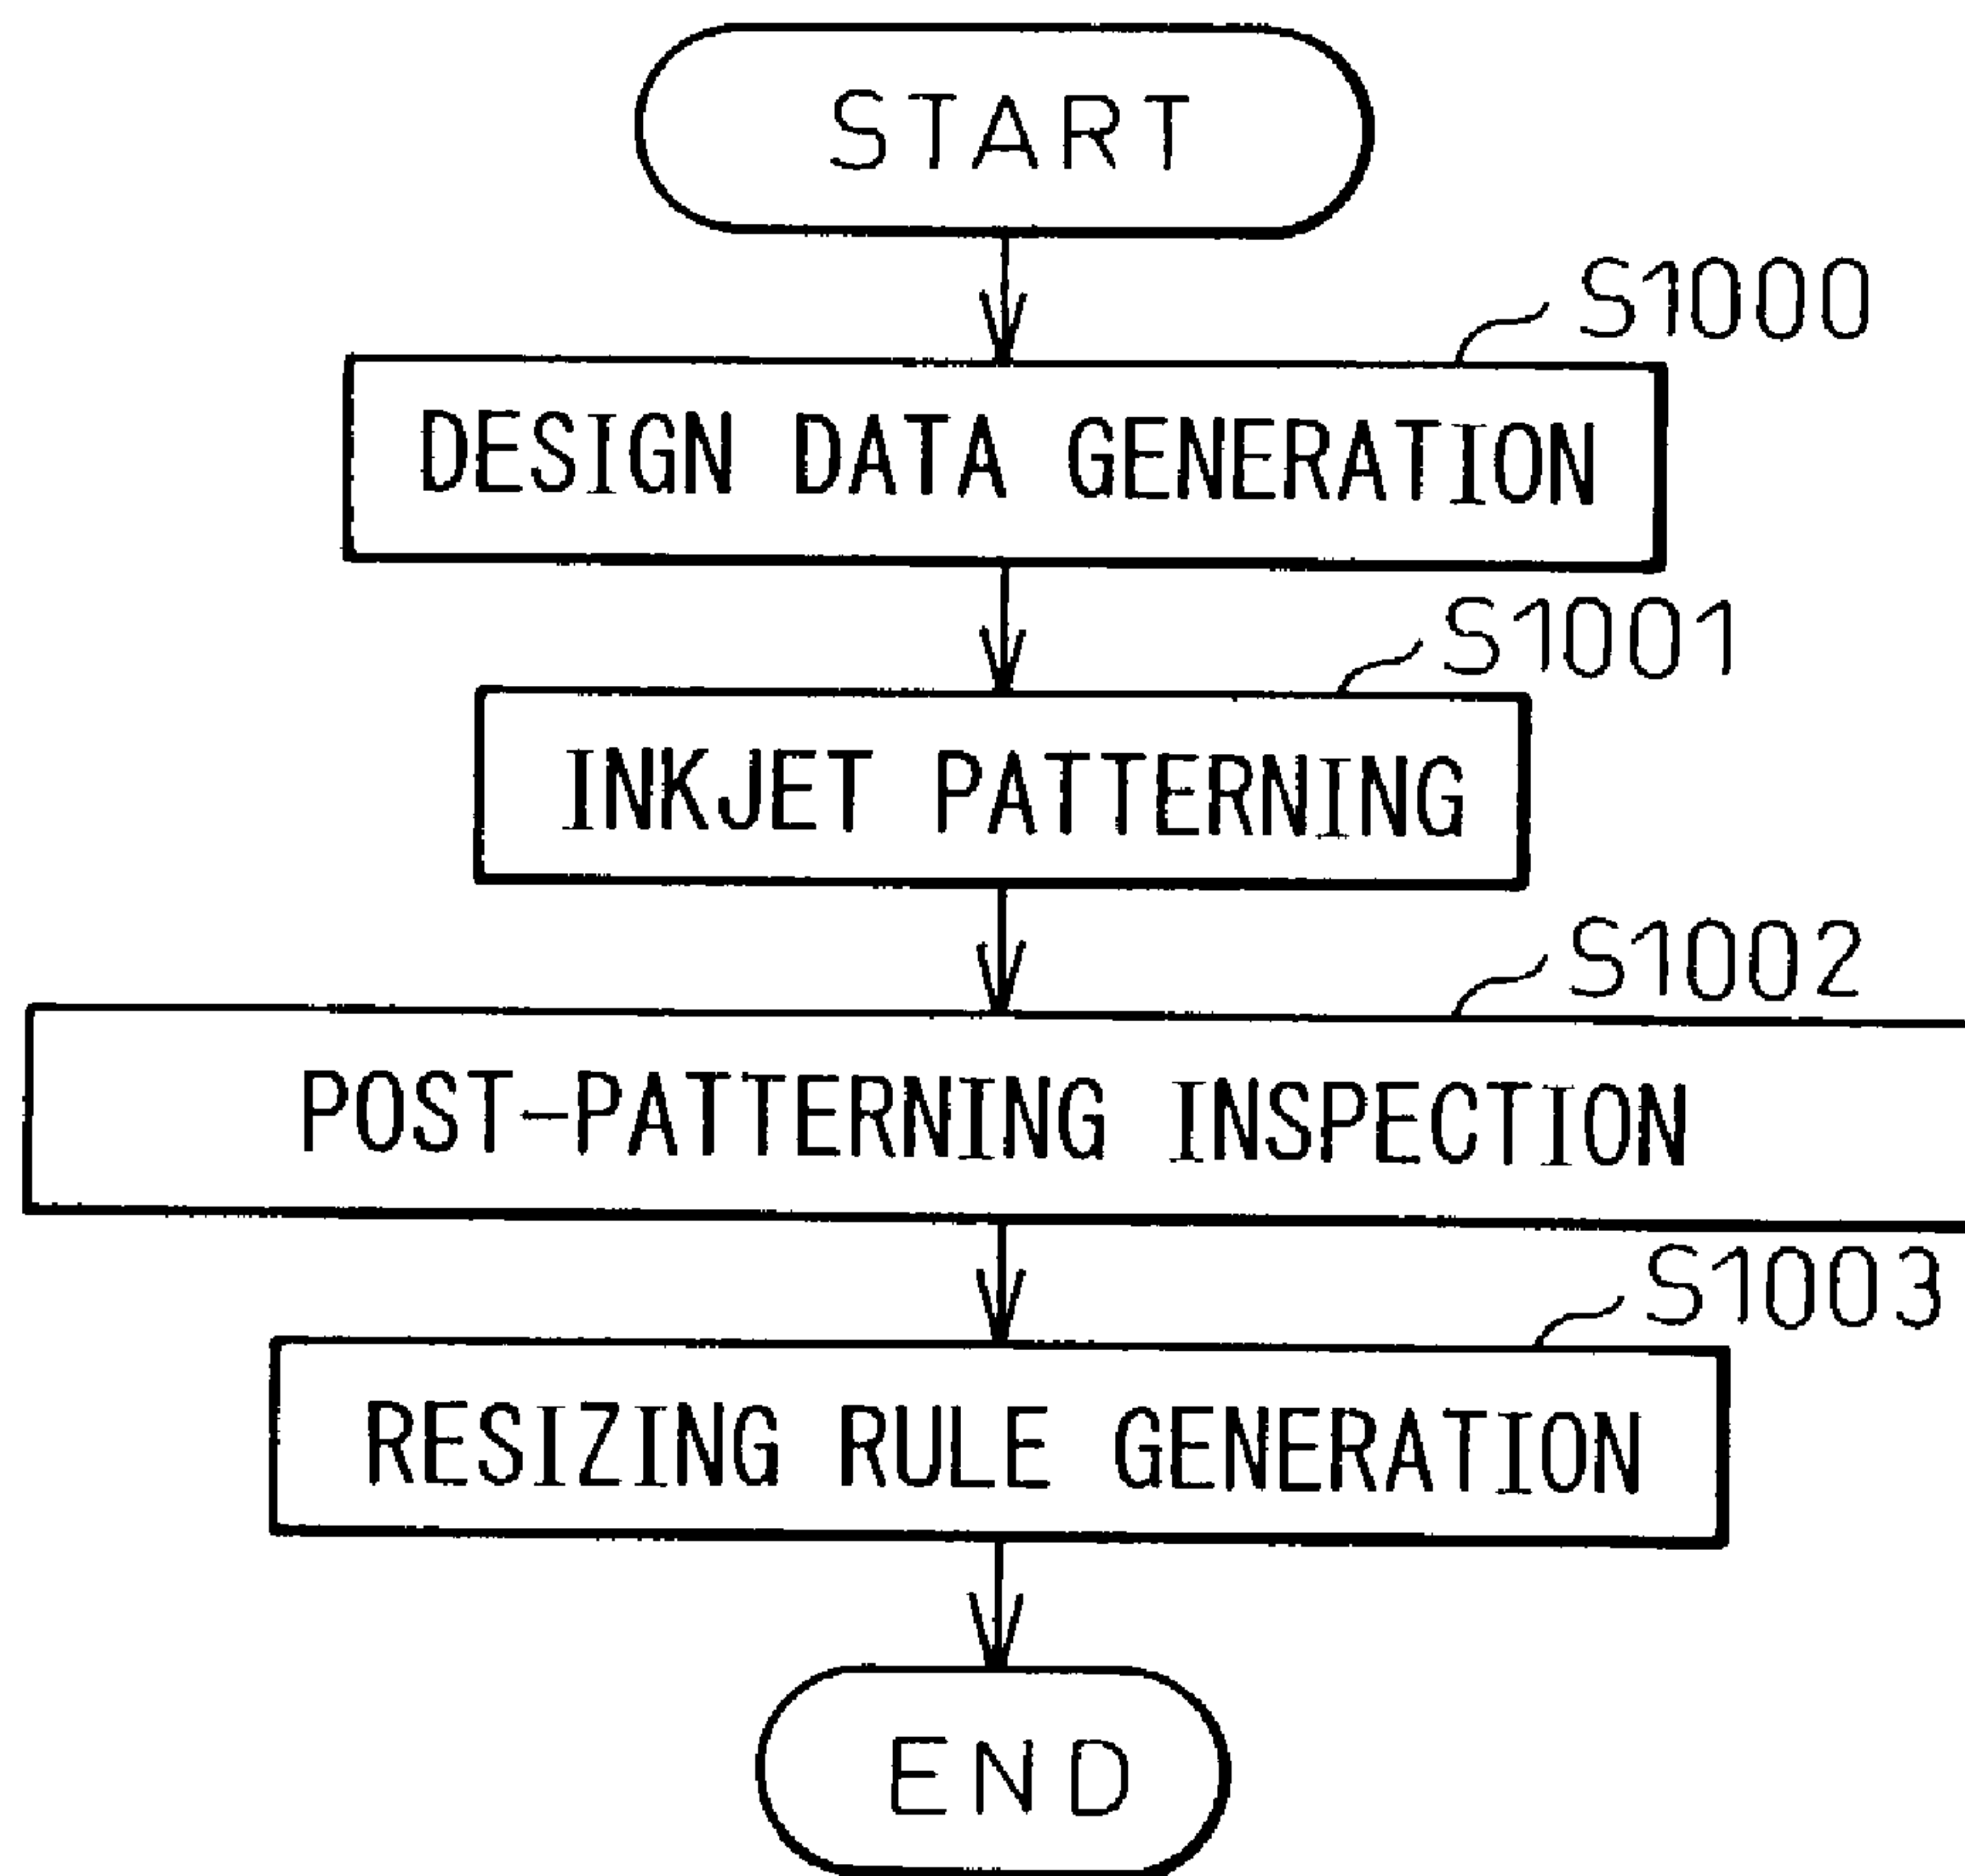 START
S1000
DESIGN DATA GENERATION
S1001
INKJET PATTERNING
S1002
POST-PATTERNING INSPECTION
S1003
RESIZING RULE GENERATION
END